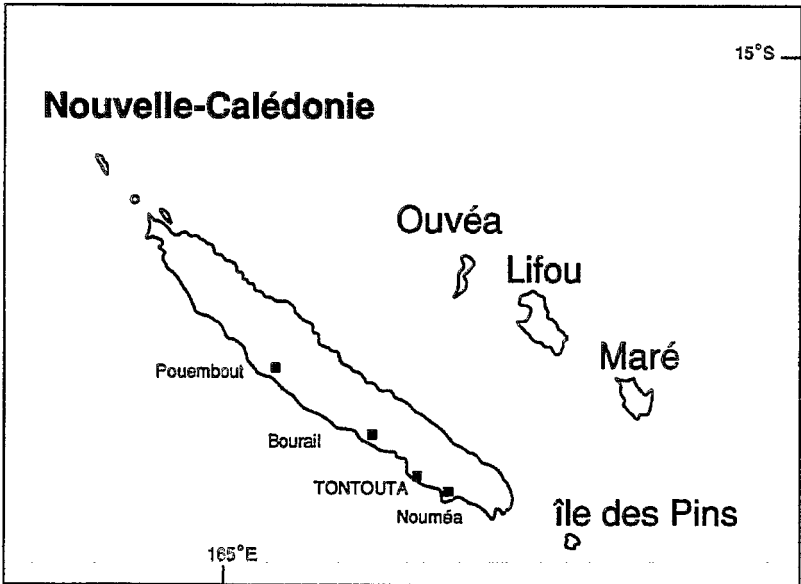 15°S
Nouvelle-Calédonie
Ouvéa
Lifou
Maré
Pouembout
Bourail
TONTOUTA
Nouméa
île des Pins
165°E